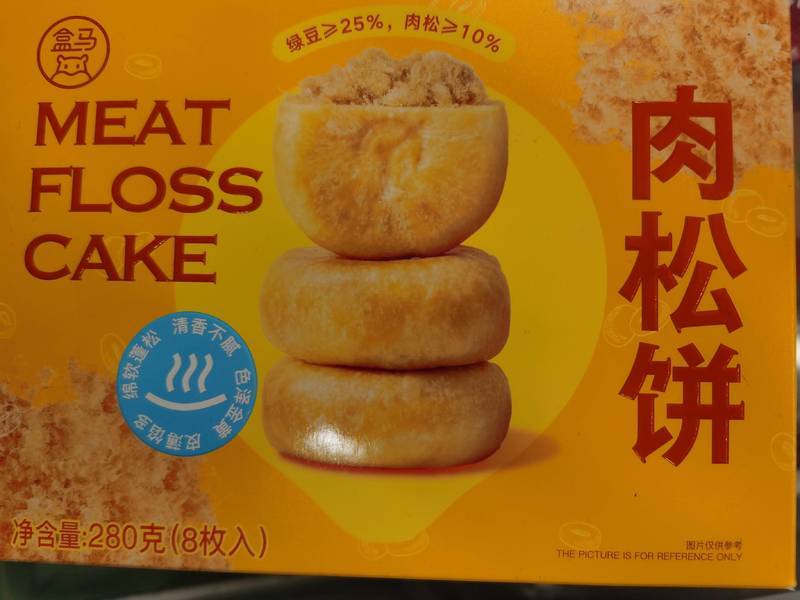 盒马
绿豆≥25%，肉松≥10%
MEAT
FLOSS
CAKE
肉松饼
清香不腻
色泽金黄
皮薄馅多
绵软蓬松
净含量:280克(8枚入)
图片仅供参考
THE PICTURE IS FOR REFERENCE ONLY